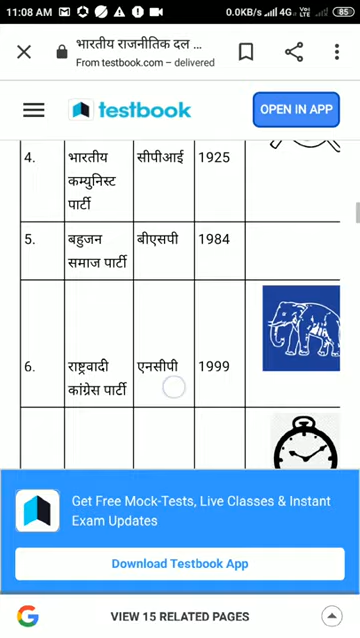 11:08 AM 0.0KB/s 4G Vo LTE 85
भारतीय राजनीतिक दल ...
From testbook.com – delivered
testbook
OPEN IN APP
4. भारतीय सीपीआई 1925
कम्युनिस्ट
पार्टी
5. बहुजन बीएसपी 1984
समाज पार्टी
6. राष्ट्रवादी एनसीपी 1999
कांग्रेस पार्टी
Get Free Mock-Tests, Live Classes & Instant
Exam Updates
Download Testbook App
G VIEW 15 RELATED PAGES